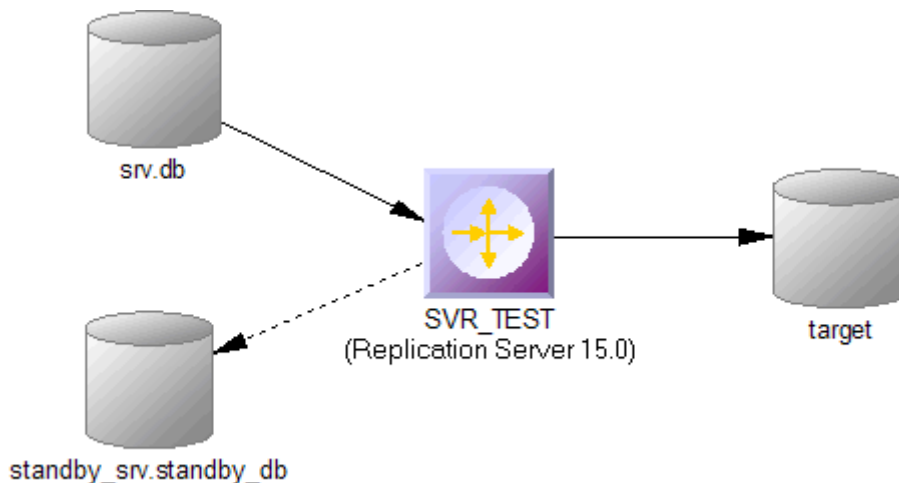 srv.db
SVR_TEST
(Replication Server 15.0)
target
standby_srv.standby_db